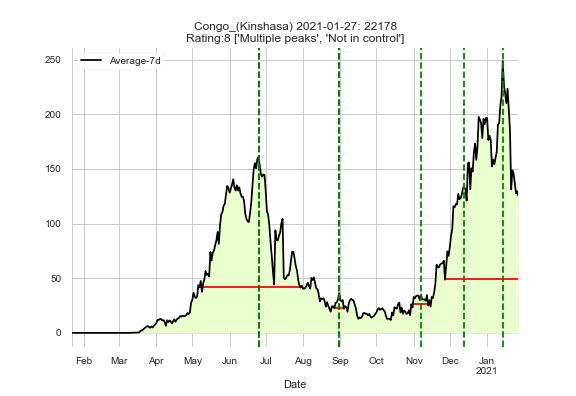 Congo_(Kinshasa) 2021-01-27: 22178
Rating:8 ['Multiple peaks', 'Not in control']
Average-7d
250
200
150
100
50
0
Feb Mar Apr May Jun Jul Aug Sep Oct Nov Dec Jan
2021
Date